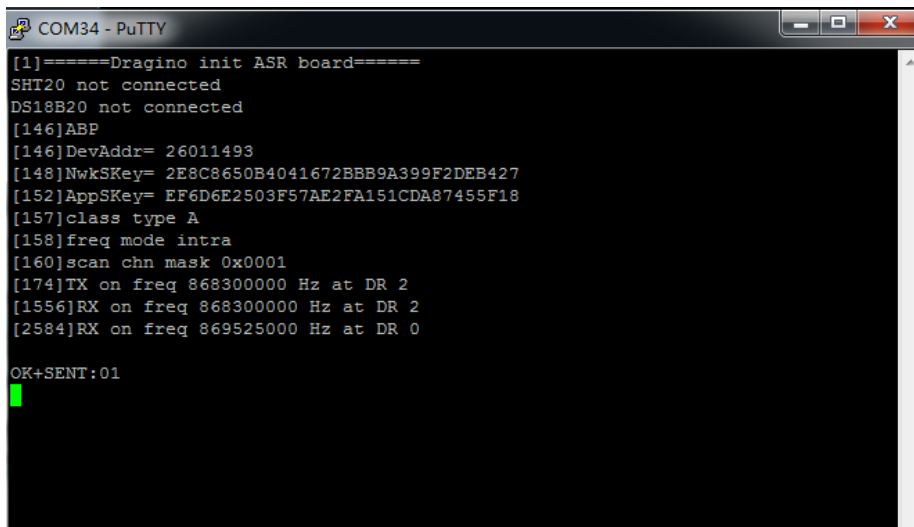 COM34 - PuTTY
[1]======Dragino init ASR board======
SHT20 not connected
DS18B20 not connected
[146]ABP
[146]DevAddr= 26011493
[148]NwkSKey= 2E8C8650B4041672BBB9A399F2DEB427
[152]AppSKey= EF6D6E2503F57AE2FA151CDA87455F18
[157]class type A
[158]freq mode intra
[160]scan chn mask 0x0001
[174]TX on freq 868300000 Hz at DR 2
[1556]RX on freq 868300000 Hz at DR 2
[2584]RX on freq 869525000 Hz at DR 0
OK+SENT:01